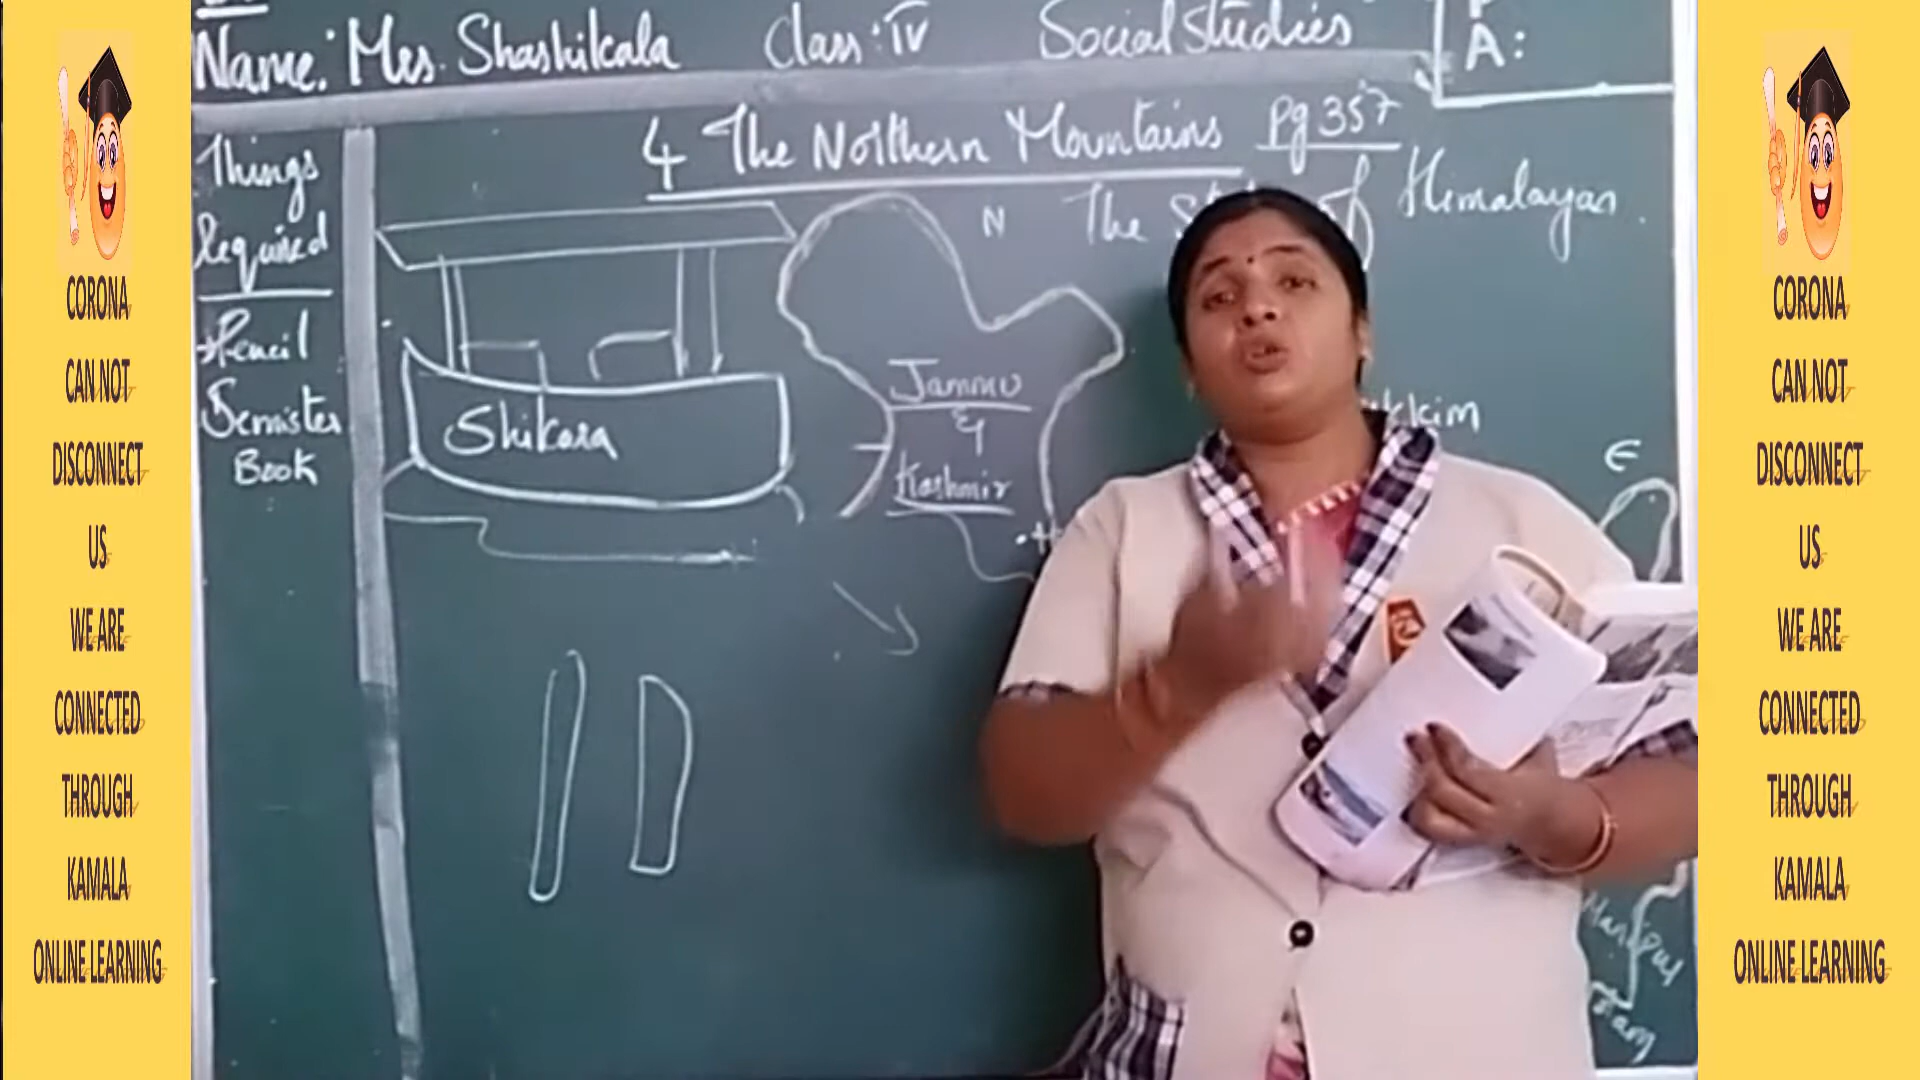 CORONA
CAN NOT
DISCONNECT
US
WE ARE
CONNECTED
THROUGH
KAMALA
ONLINE LEARNING
Name: Mrs. Shashikala Class: IV Social Studies
A:
4 The Northern Mountains Pg 357
The of Himalayan.
N
Things
Required
Pencil
Semister
Book
Shikara
Jammu
&
Kashmir
E
Manipur
CORONA
CAN NOT
DISCONNECT
US
WE ARE
CONNECTED
THROUGH
KAMALA
ONLINE LEARNING